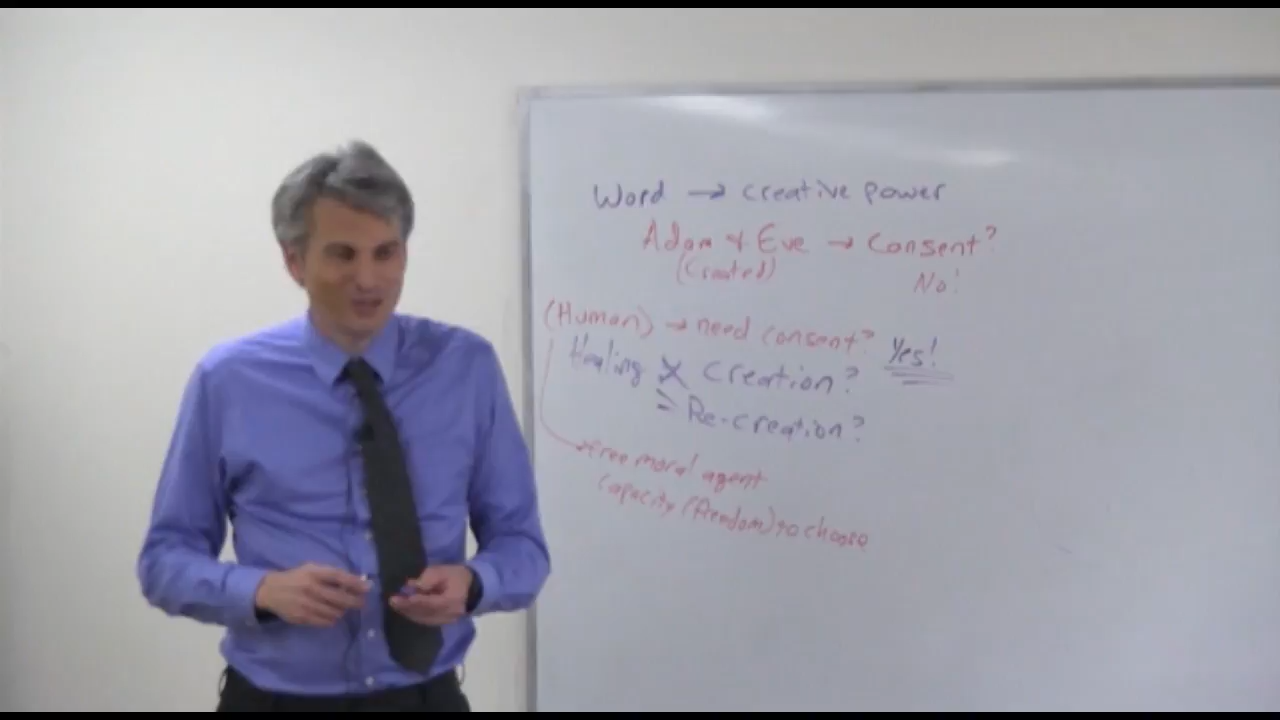 Word → creative power
Adam & Eve → Consent?
(Created) No!
(Human) → need consent? Yes!
Healing X Creation?
= Re-creation?
Free moral agent
Capacity (freedom) to choose